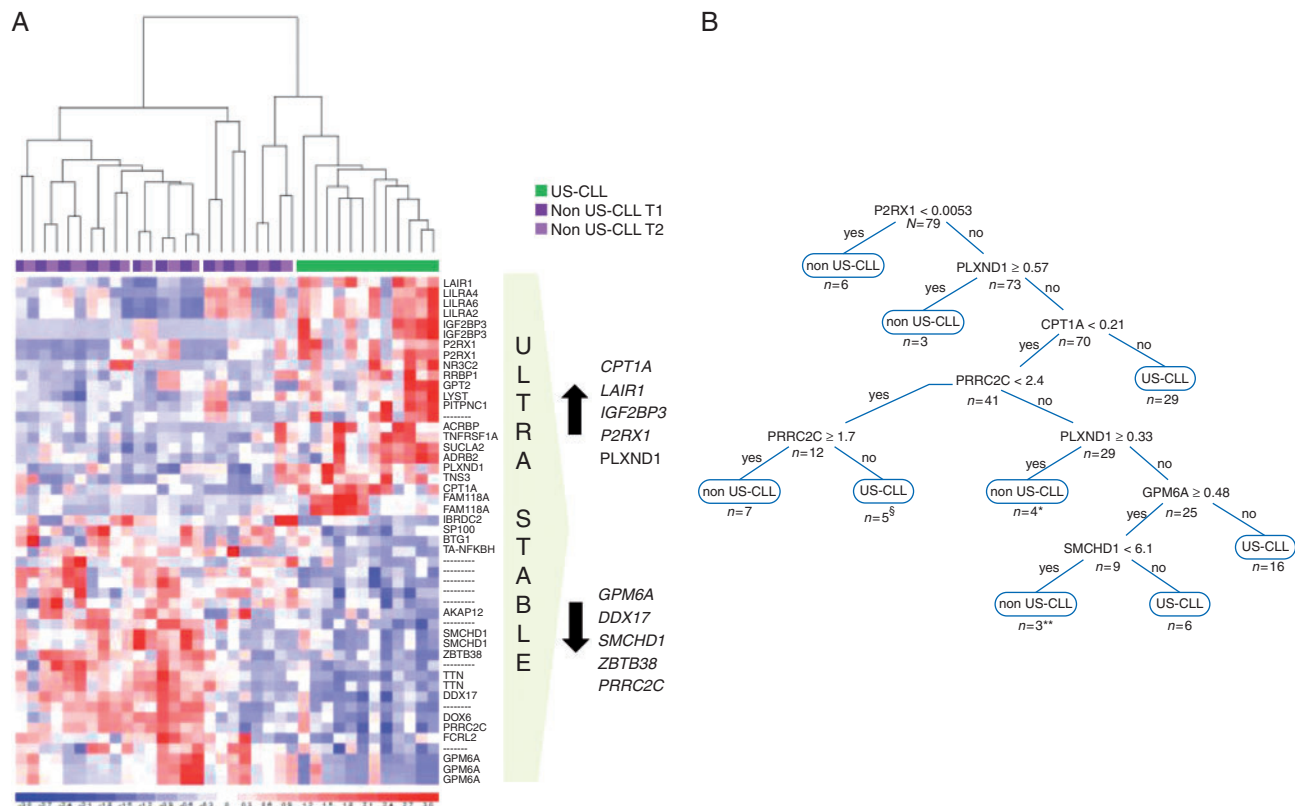 A
US-CLL
Non US-CLL T1
Non US-CLL T2
LAIR1
LILRA4
LILRA6
LILRA2
IGF2BP3
IGF2BP3
P2RX1
P2RX1
NR3C2
RRBP1
GPT2
LYST
PITPNC1
--------
ACRBP
TNFRSF1A
SUCLA2
ADRB2
PLXND1
TNS3
CPT1A
FAM118A
FAM118A
IBRDC2
SP100
BTG1
TA-NFKBH
---------
---------
---------
---------
---------
AKAP12
---------
SMCHD1
SMCHD1
ZBTB38
---------
TTN
TTN
DDX17
--------
DOX6
PRRC2C
FCRL2
-------
GPM6A
GPM6A
GPM6A
ULTRA STABLE
CPT1A
LAIR1
IGF2BP3
P2RX1
PLXND1
GPM6A
DDX17
SMCHD1
ZBTB38
PRRC2C
B
P2RX1 < 0.0053
N=79
yes no
non US-CLL
n=6
PLXND1 ≥ 0.57
n=73
yes no
non US-CLL
n=3
CPT1A < 0.21
n=70
yes no
PRRC2C < 2.4
n=41
US-CLL
n=29
yes no
PRRC2C ≥ 1.7
n=12
PLXND1 ≥ 0.33
n=29
yes no yes no
non US-CLL
n=7
US-CLL
n=5§
non US-CLL
n=4*
GPM6A ≥ 0.48
n=25
yes no
SMCHD1 < 6.1
n=9
US-CLL
n=16
yes no
non US-CLL
n=3**
US-CLL
n=6